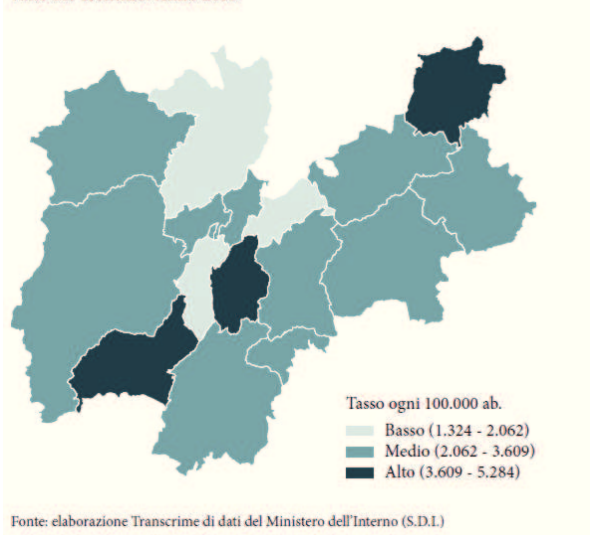 Tasso ogni 100.000 ab.
Basso (1.324 - 2.062)
Medio (2.062 - 3.609)
Alto (3.609 - 5.284)
Fonte: elaborazione Transcrime di dati del Ministero dell'Interno (S.D.I.)